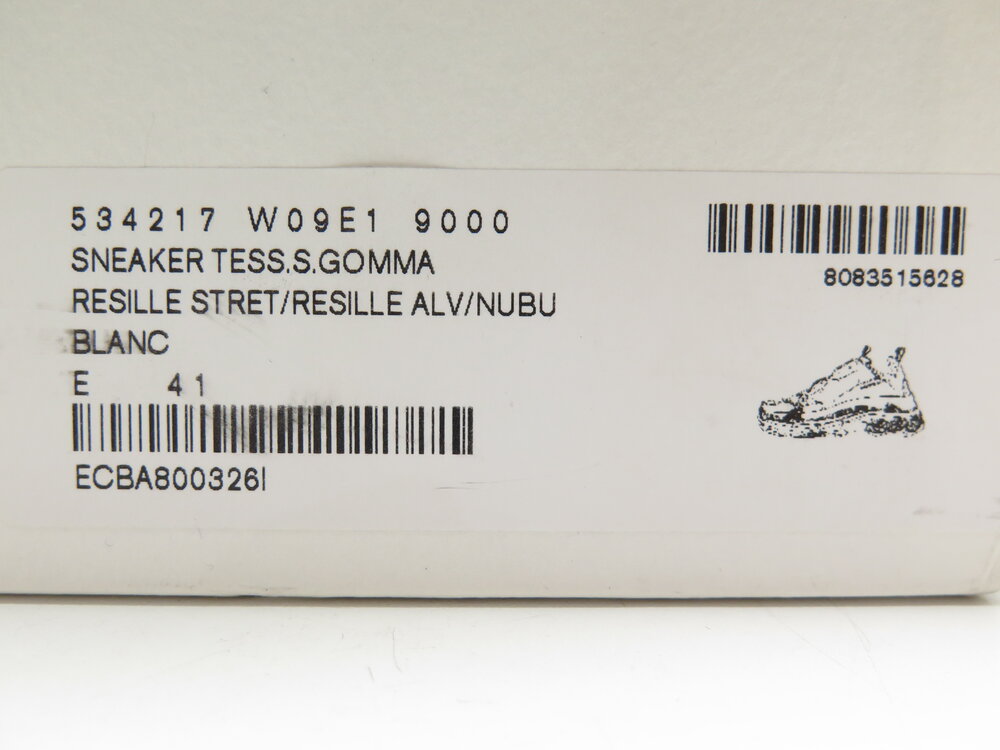 534217 W09E1 9000
SNEAKER TESS.S.GOMMA
RESILLE STRET/RESILLE ALV/NUBU
BLANC
E 41
ECBA800326I
8083515628